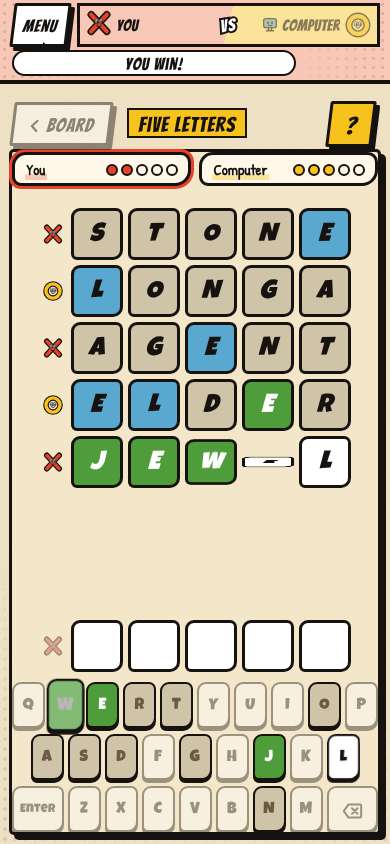 MENU
YOU
VS
COMPUTER
YOU WIN!
< BOARD
FIVE LETTERS
?
You
Computer
S T O N E
L O N G A
A G E N T
E L D E R
J E W L
Q W E R T Y U I O P
A S D F G H J K L
ENTER Z X C V B N M